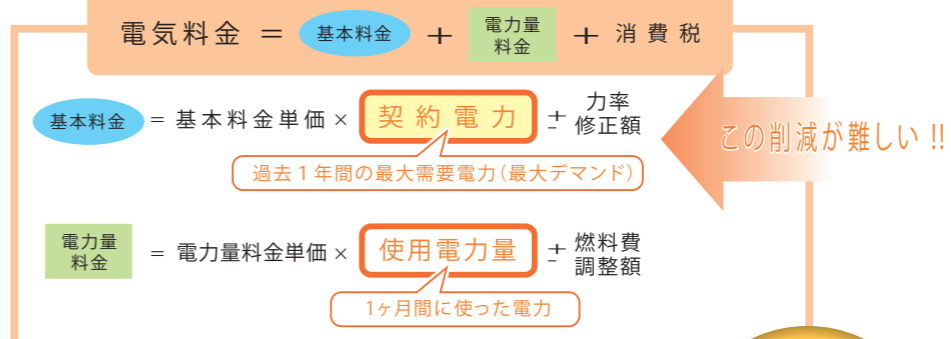 電気料金 ＝ 基本料金 ＋ 電力量料金 ＋ 消費税
基本料金 ＝ 基本料金単価 × 契約電力 ± 力率修正額
この削減が難しい !!
過去1年間の最大需要電力（最大デマンド）
電力量料金 ＝ 電力量料金単価 × 使用電力量 ± 燃料費調整額
1ヶ月間に使った電力